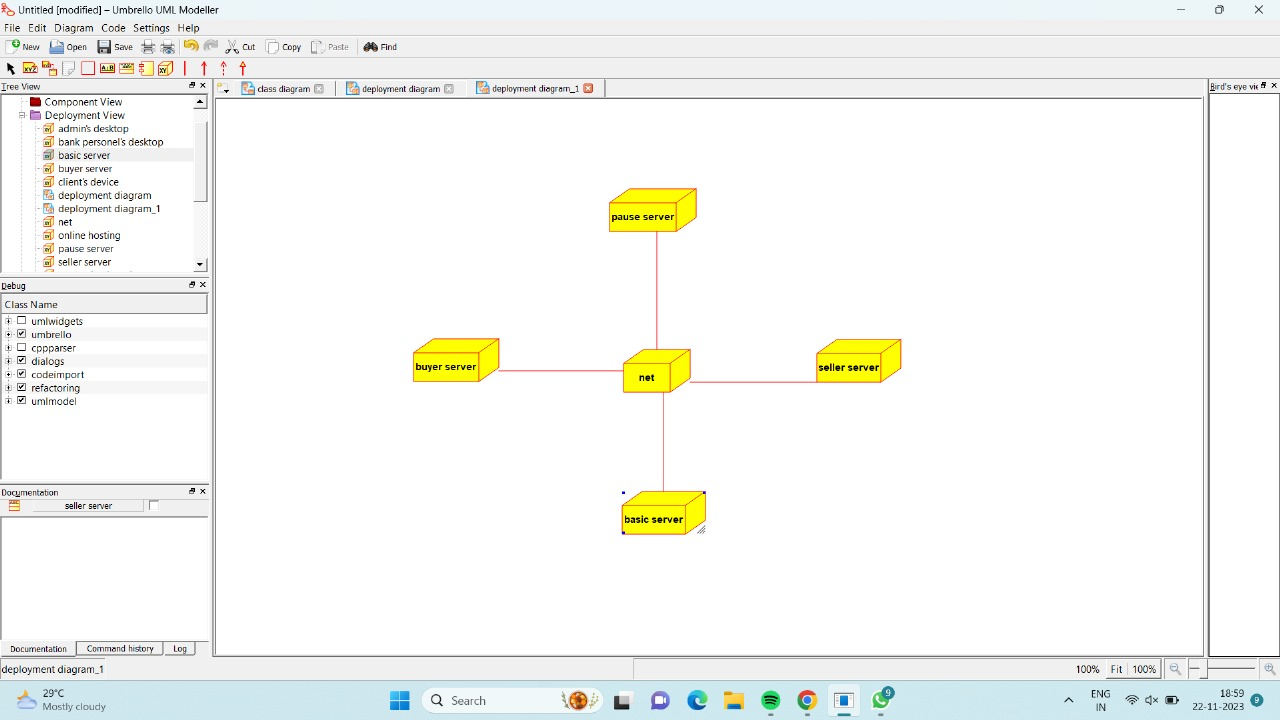 Untitled [modified] – Umbrello UML Modeller
File Edit Diagram Code Settings Help
New Open Save Cut Copy Paste Find
Tree View
class diagram deployment diagram deployment diagram_1
Bird's eye vie
Component View
Deployment View
admin's desktop
bank personel's desktop
basic server
buyer server
client's device
deployment diagram
deployment diagram_1
net
online hosting
pause server
seller server
Debug
Class Name
umlwidgets
umbrello
cppparser
dialogs
codeimport
refactoring
umlmodel
Documentation
seller server
Documentation Command history Log
pause server
buyer server
net
seller server
basic server
deployment diagram_1
100% Fit 100%
29°C
Mostly cloudy
Search
9
ENG
IN
18:59
22-11-2023
9